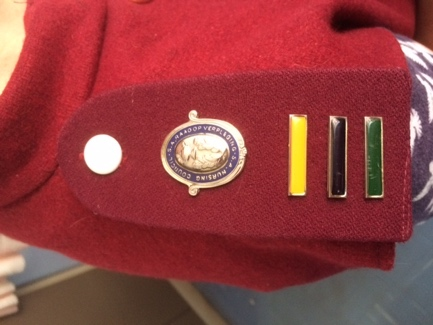 S.A. RAAD OP VERPLEGING
S.A. NURSING COUNCIL